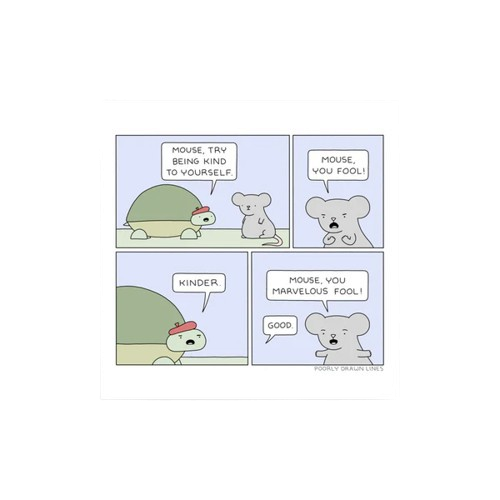 MOUSE, TRY
BEING KIND
TO YOURSELF.
MOUSE,
YOU FOOL!
KINDER.
MOUSE, YOU
MARVELOUS FOOL!
GOOD.
POORLY DRAWN LINES